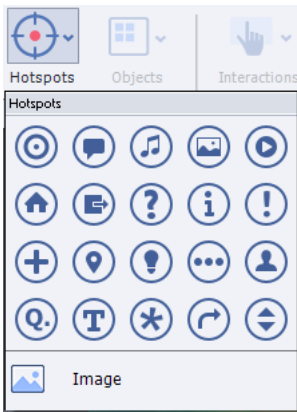 Hotspots Objects Interactions
Hotspots
? i !
Q. T
Image